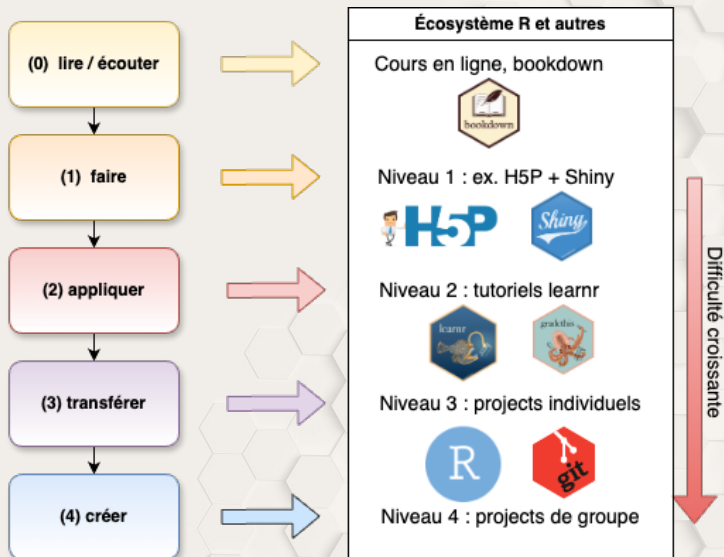 Écosystème R et autres
(0) lire / écouter
Cours en ligne, bookdown
bookdown
(1) faire
Niveau 1 : ex. H5P + Shiny
H5P
Shiny
(2) appliquer
Niveau 2 : tutoriels learnr
learnr
gradethis
(3) transférer
Niveau 3 : projects individuels
R
git
(4) créer
Niveau 4 : projects de groupe
Difficulté croissante